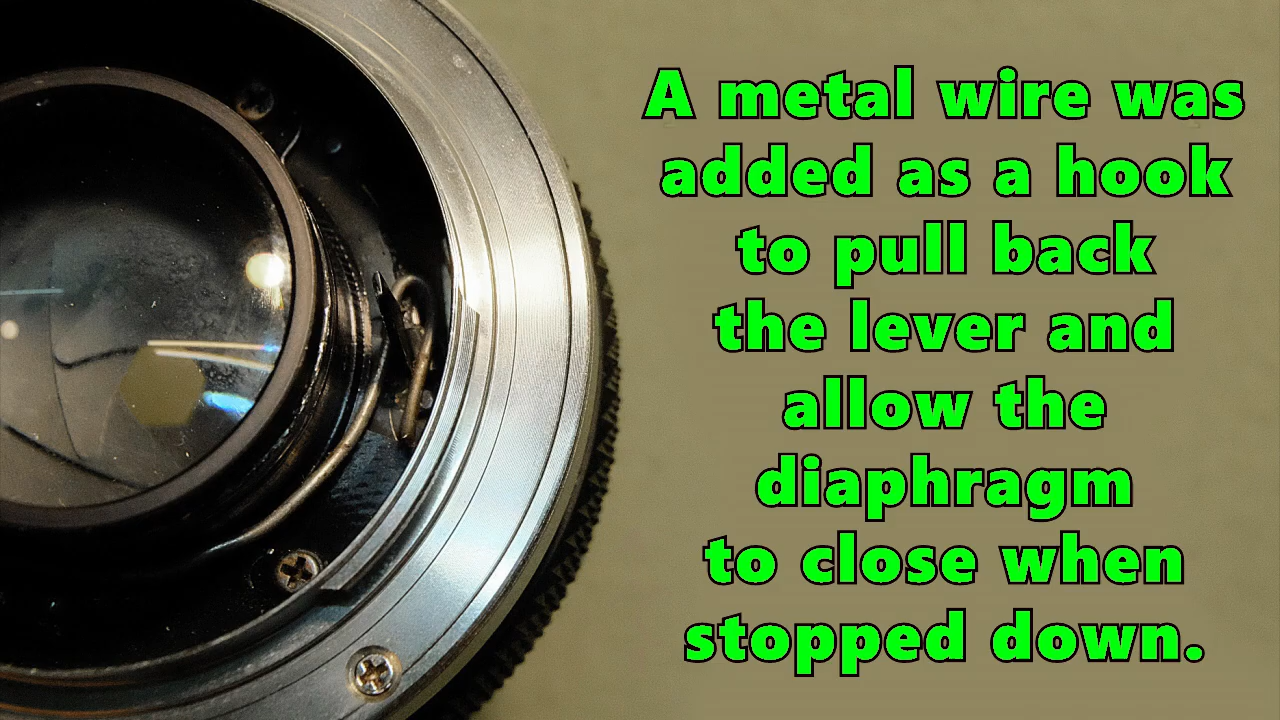 A metal wire was
added as a hook
to pull back
the lever and
allow the
diaphragm
to close when
stopped down.